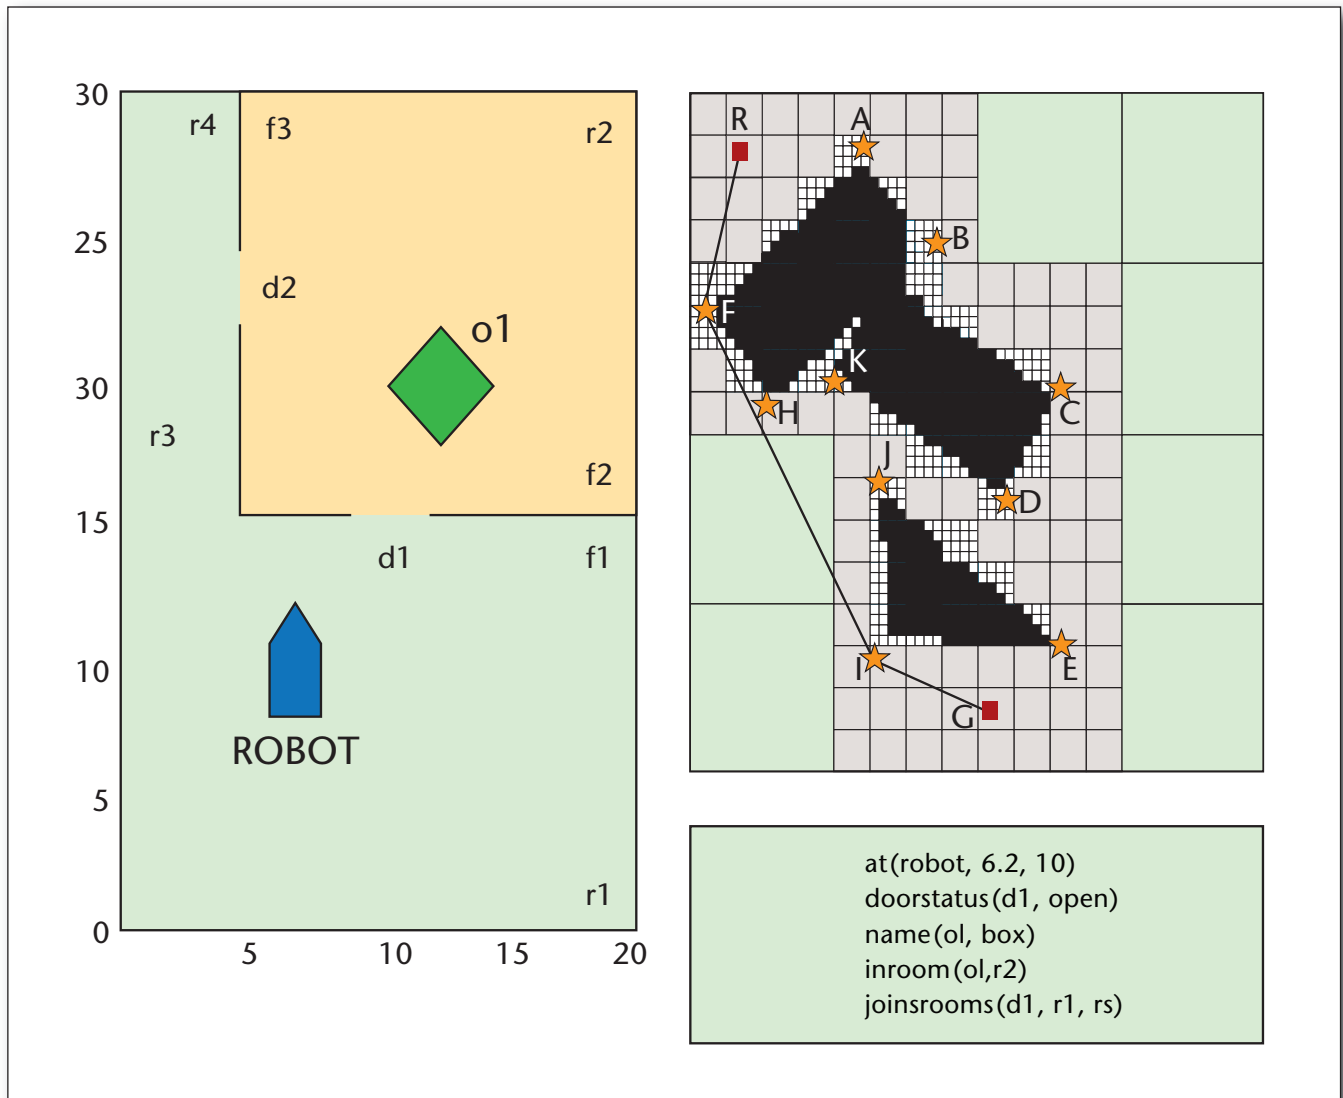 30
r4
f3
r2
25
d2
o1
30
r3
f2
15
d1
f1
10
ROBOT
5
r1
0
5
10
15
20
R
A
B
F
K
H
C
J
D
I
E
G
at(robot, 6.2, 10)
doorstatus(d1, open)
name(ol, box)
inroom(ol,r2)
joinsrooms(d1, r1, rs)